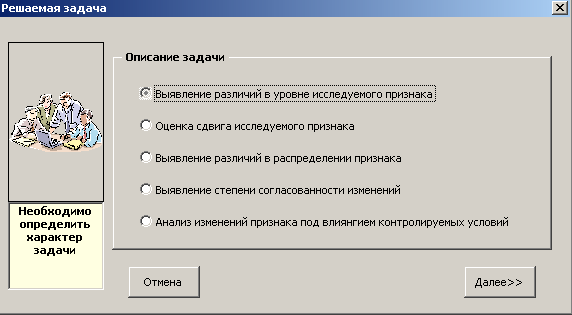 Решаемая задача
Описание задачи
Выявление различий в уровне исследуемого признака
Оценка сдвига исследуемого признака
Выявление различий в распределении признака
Выявление степени согласованности изменений
Анализ изменений признака под влиянгием контролируемых условий
Необходимо
определить
характер
задачи
Отмена
Далее>>